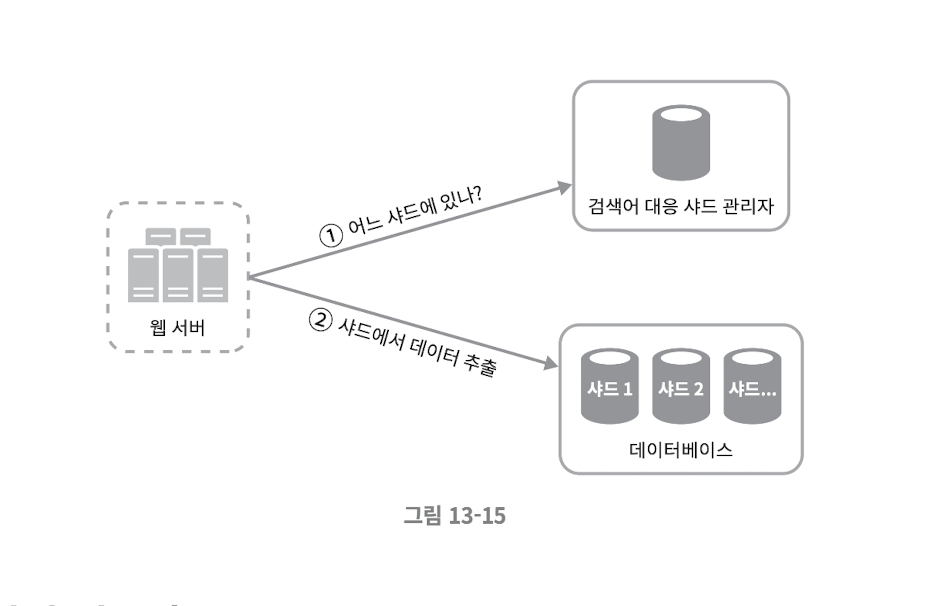 ① 어느 샤드에 있나?
검색어 대응 샤드 관리자
웹 서버
② 샤드에서 데이터 추출
샤드 1 샤드 2 샤드...
데이터베이스
그림 13-15